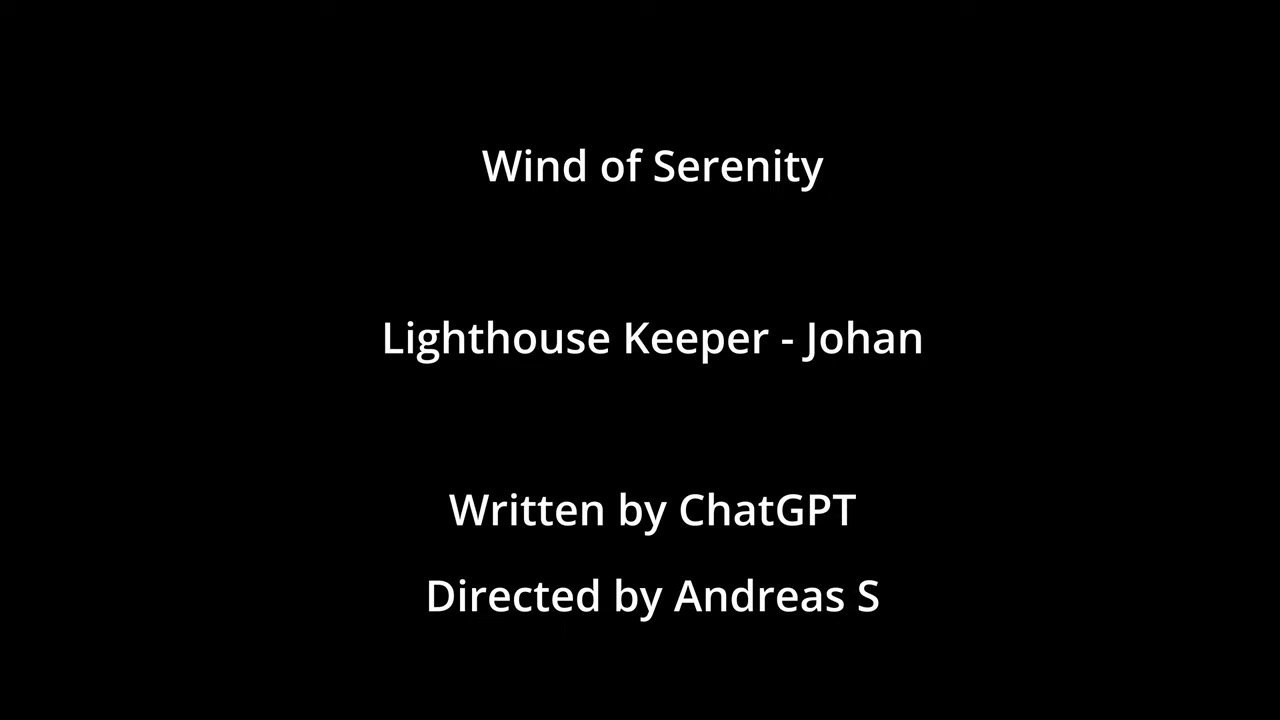 Wind of Serenity
Lighthouse Keeper - Johan
Written by ChatGPT
Directed by Andreas S